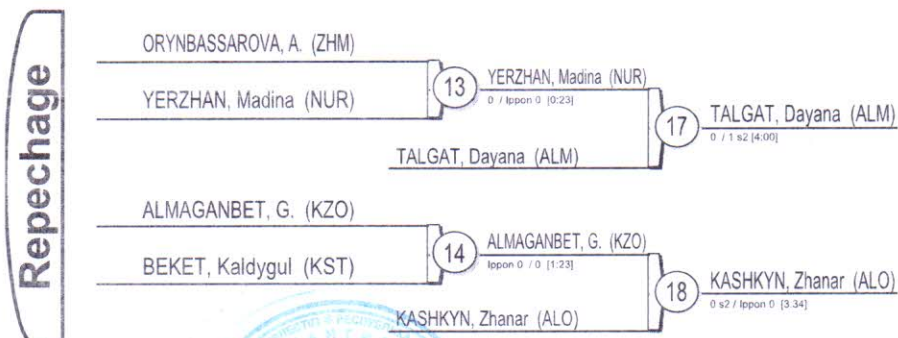 Repechage
ORYNBASSAROVA, A. (ZHM)
YERZHAN, Madina (NUR)
13
YERZHAN, Madina (NUR)
0 / Ippon 0 [0:23]
TALGAT, Dayana (ALM)
17
TALGAT, Dayana (ALM)
0 / 1 s2 [4:00]
ALMAGANBET, G. (KZO)
BEKET, Kaldygul (KST)
14
ALMAGANBET, G. (KZO)
Ippon 0 / 0 [1:23]
KASHKYN, Zhanar (ALO)
18
KASHKYN, Zhanar (ALO)
0 s2 / Ippon 0 [3.34]